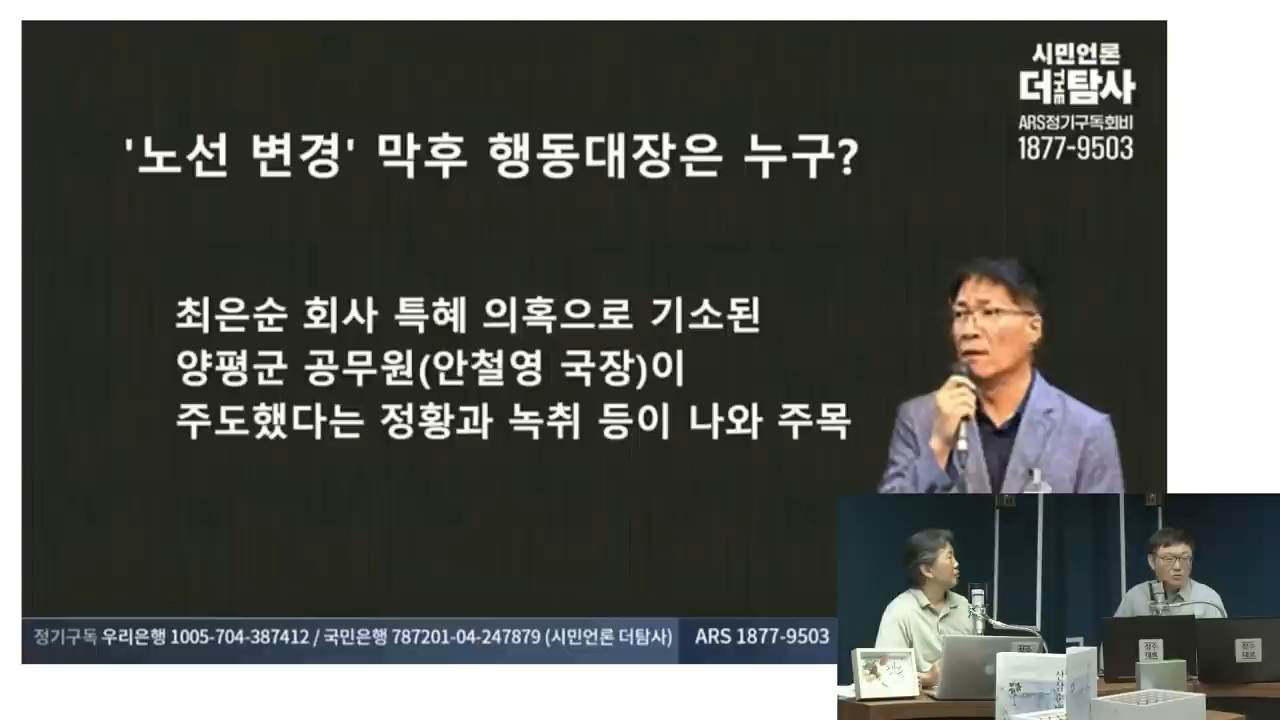 시민언론
더탐사
THE
ARS정기구독회비
1877-9503
'노선 변경' 막후 행동대장은 누구?
최은순 회사 특혜 의혹으로 기소된
양평군 공무원(안철영 국장)이
주도했다는 정황과 녹취 등이 나와 주목
정기구독 우리은행 1005-704-387412 / 국민은행 787201-04-247879 (시민언론 더탐사)
ARS 1877-9503